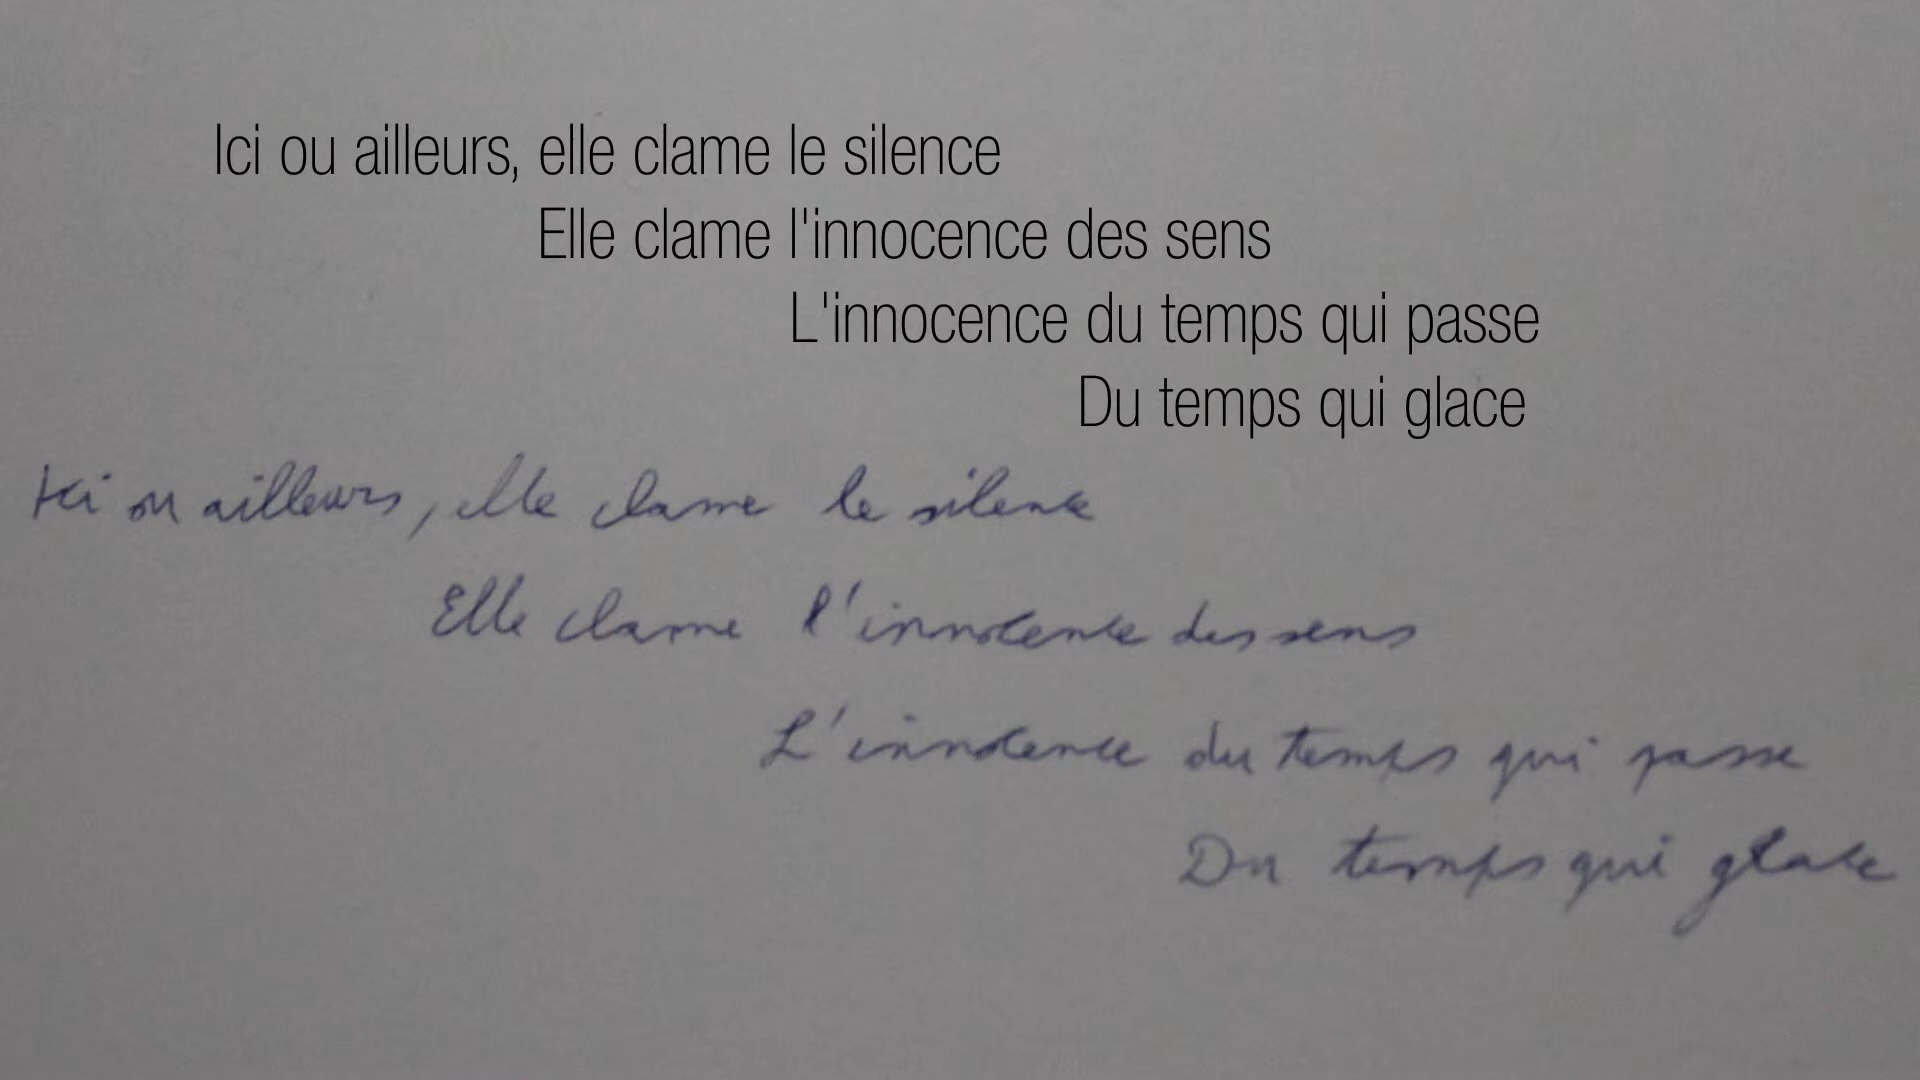 Ici ou ailleurs, elle clame le silence
Elle clame l'innocence des sens
L'innocence du temps qui passe
Du temps qui glace
Ici ou ailleurs, elle clame le silence
Elle clame l'innocence des sens
L'innocence du temps qui passe
Du temps qui glace